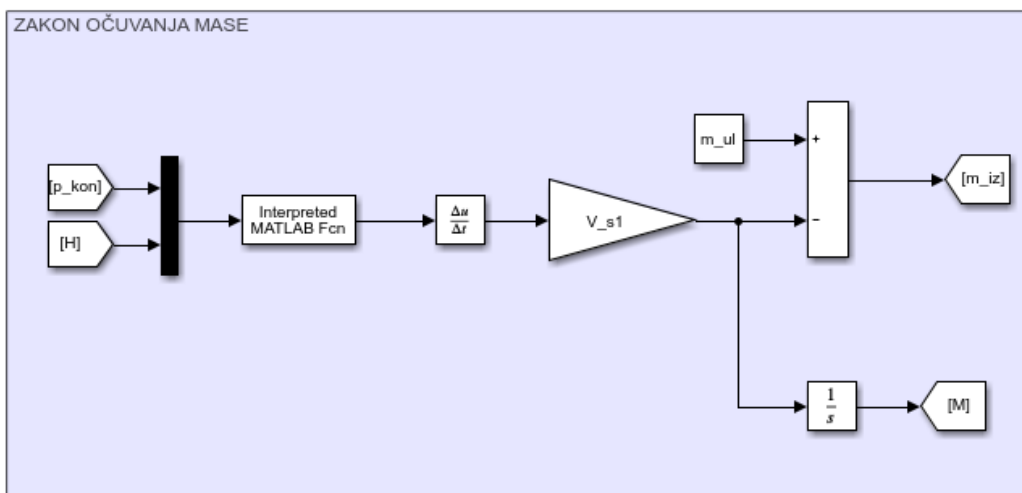 ZAKON OČUVANJA MASE
m_ul
+
[p_kon]
[m_iz]
Interpreted
MATLAB Fcn
Δu
Δt
V_s1
−
[H]
1
s
[M]